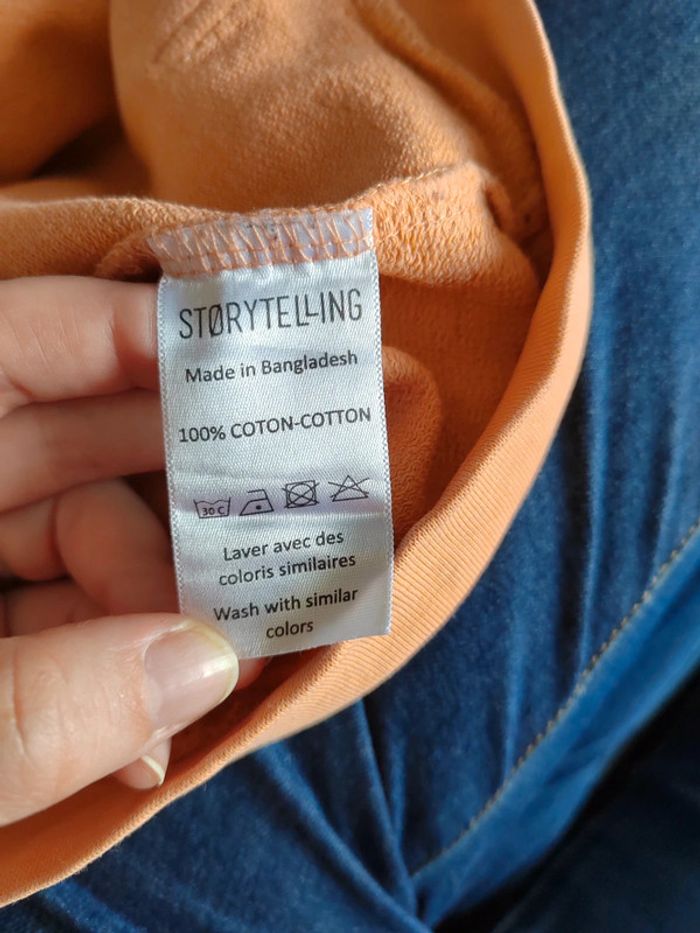 STØRYTELLING
Made in Bangladesh
100% COTON-COTTON
30 C
Laver avec des
coloris similaires
Wash with similar
colors